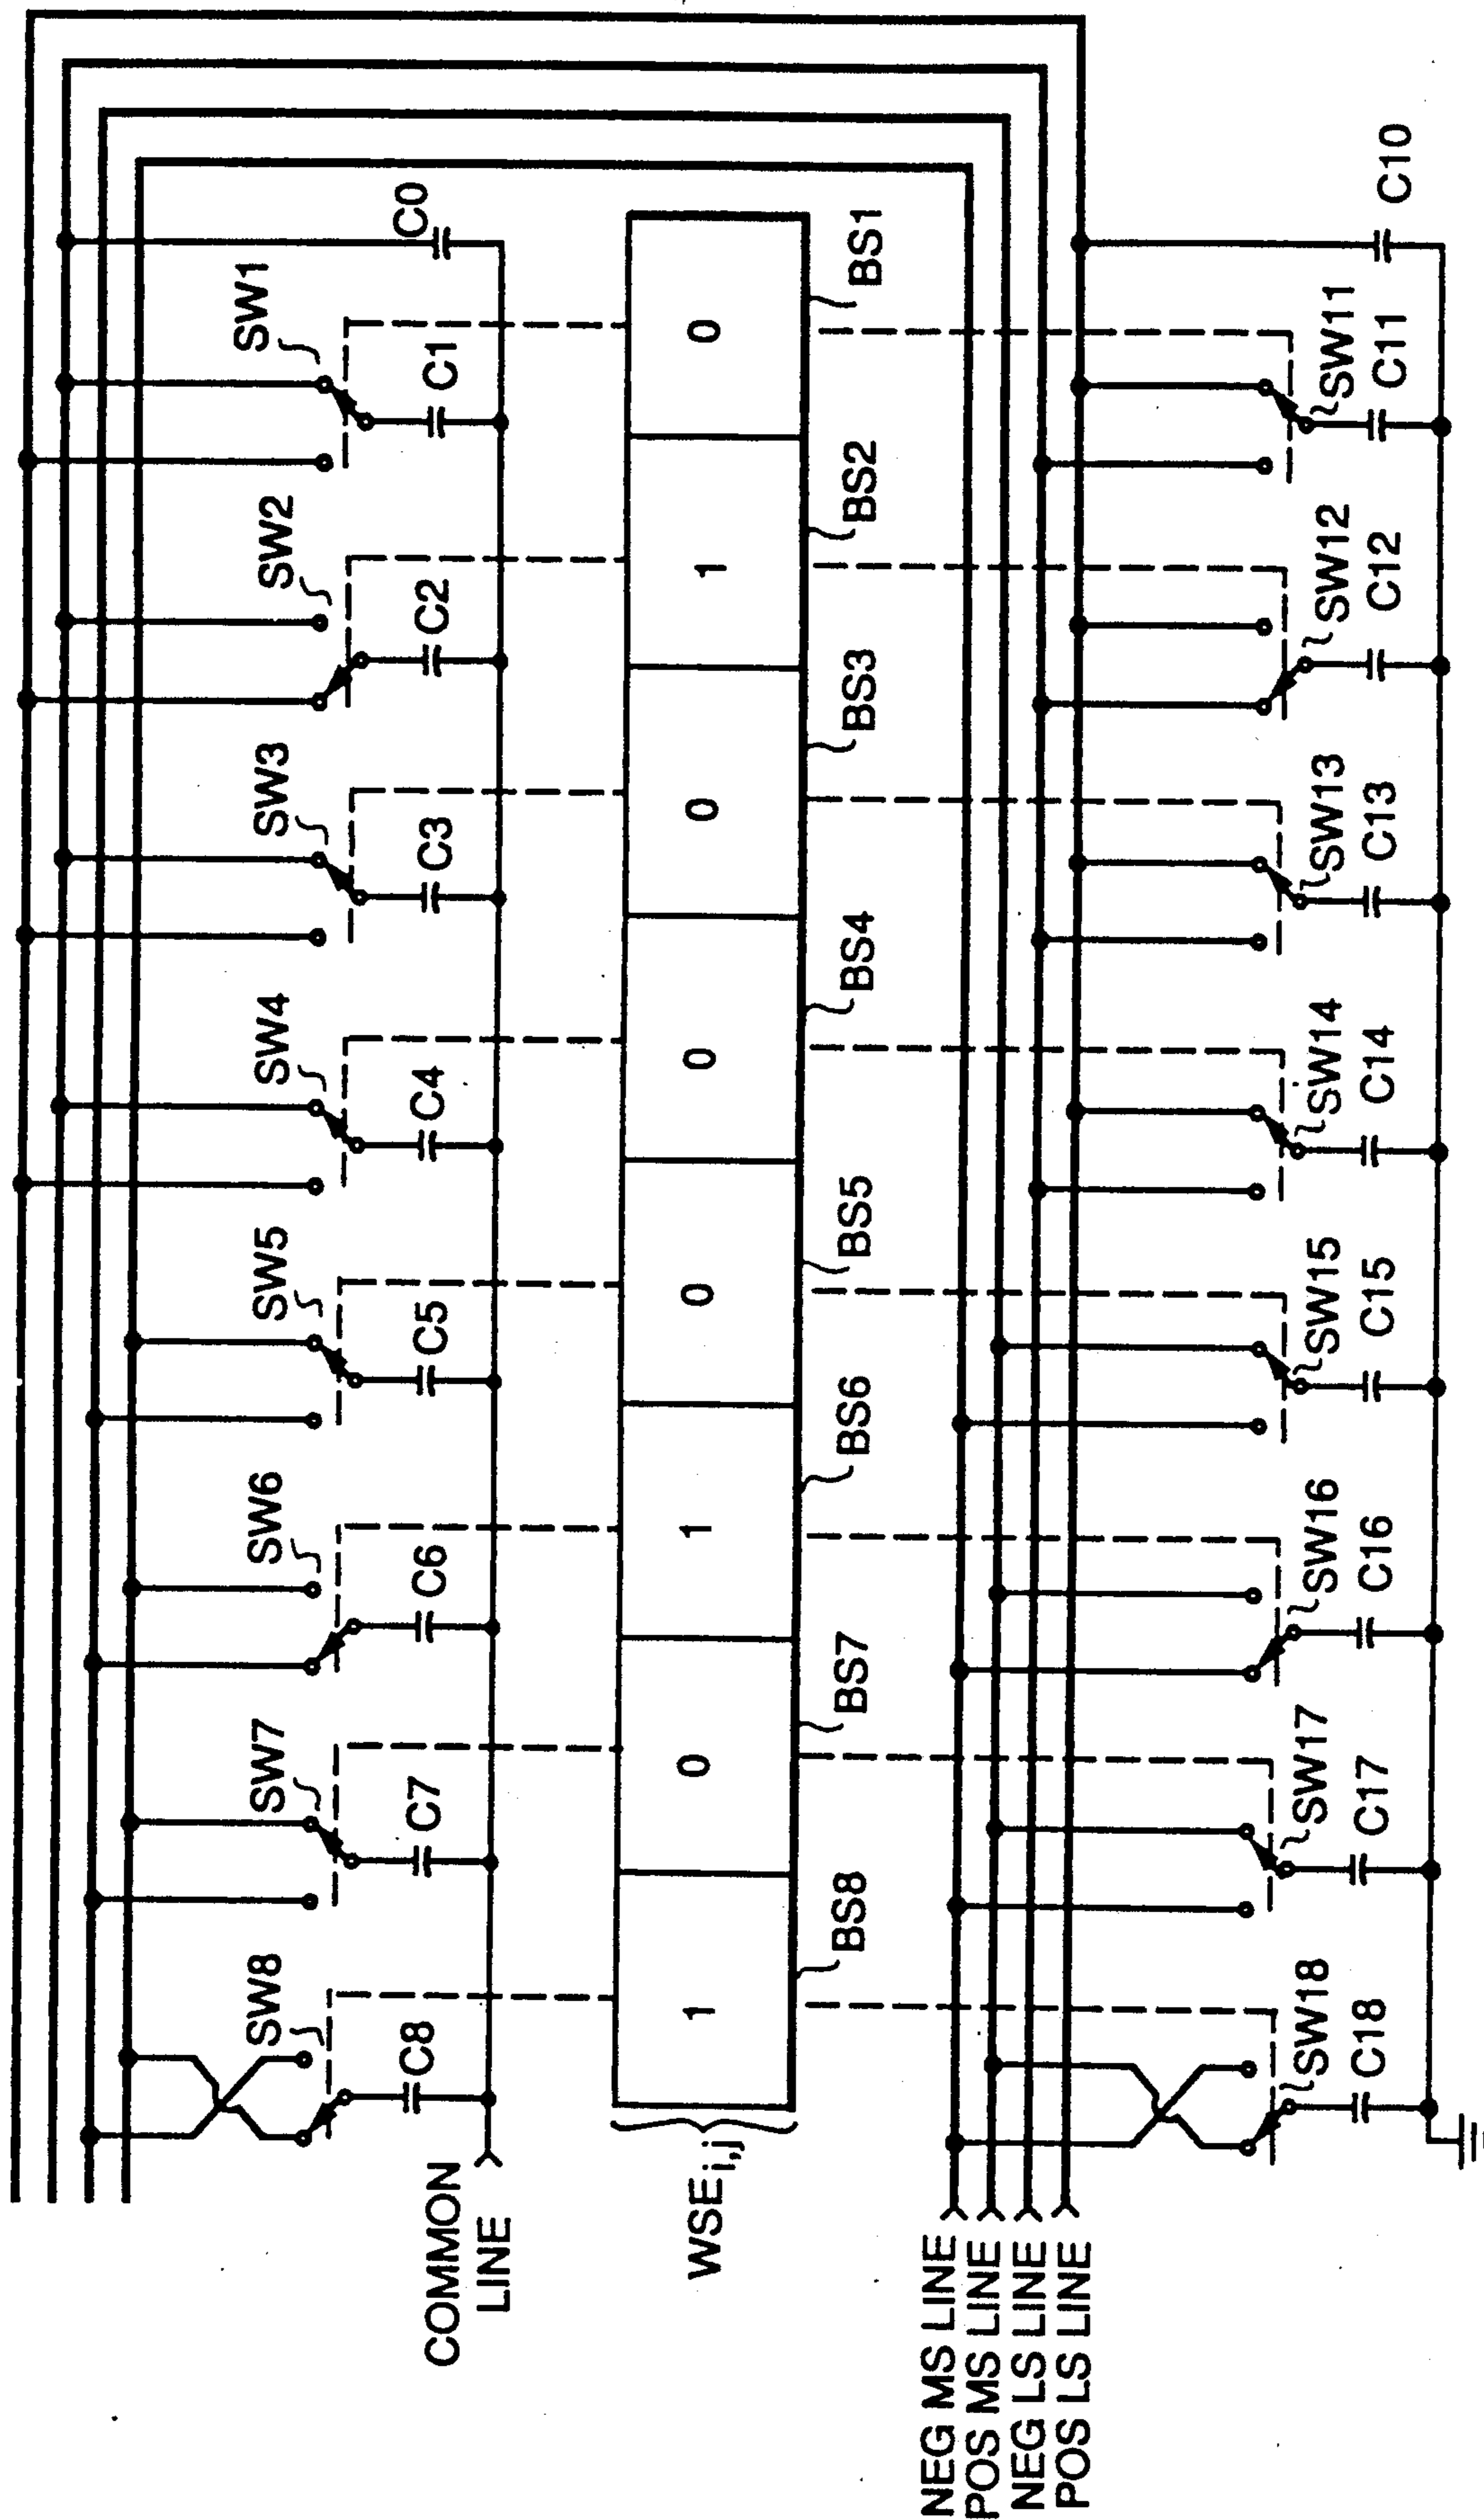 SW8
SW7
SW6
SW5
SW4
SW3
SW2
SW1
C8
C7
C6
C5
C4
C3
C2
C1
C0
COMMON
LINE
WSEi,j
1
0
1
0
0
0
1
0
BS8
BS7
BS6
BS5
BS4
BS3
BS2
BS1
NEG MS LINE
POS MS LINE
NEG LS LINE
POS LS LINE
SW18
SW17
SW16
SW15
SW14
SW13
SW12
SW11
C18
C17
C16
C15
C14
C13
C12
C11
C10